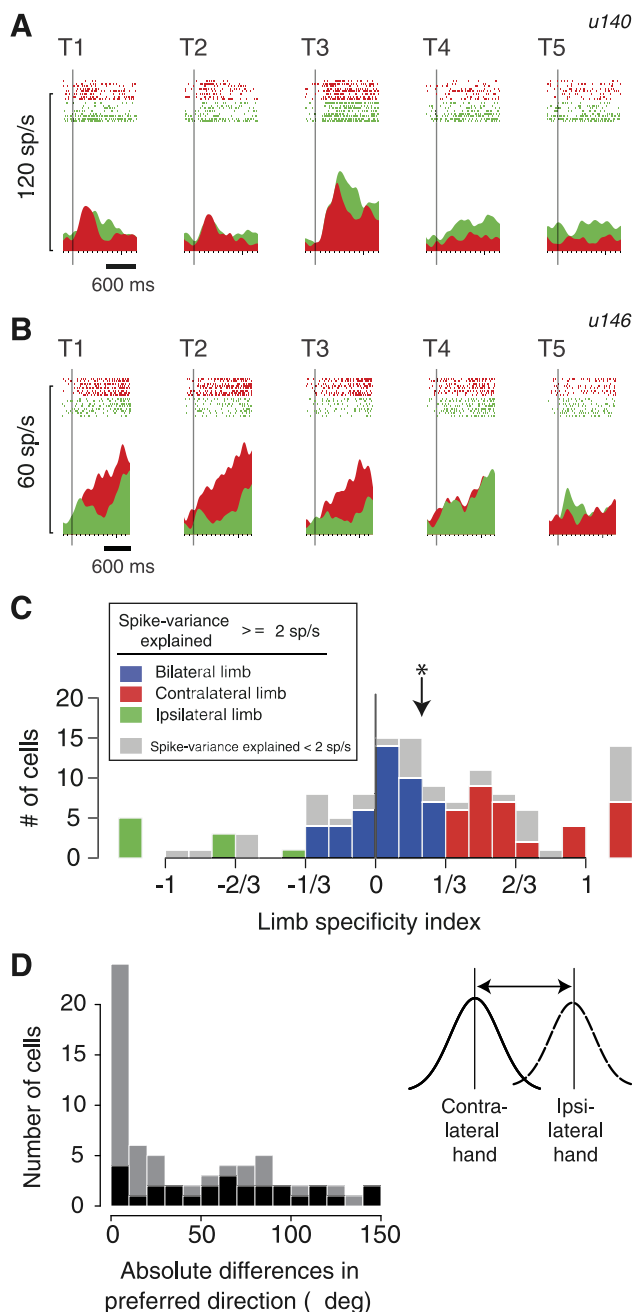 A
u140
T1 T2 T3 T4 T5
120 sp/s
600 ms
B
u146
T1 T2 T3 T4 T5
60 sp/s
600 ms
C
Spike-variance explained >= 2 sp/s
Bilateral limb
Contralateral limb
Ipsilateral limb
Spike-variance explained < 2 sp/s
*
20
15
10
5
0
# of cells
-1 -2/3 -1/3 0 1/3 2/3 1
Limb specificity index
D
20
15
10
5
0
Number of cells
0 50 100 150
Absolute differences in
preferred direction ( deg)
Contra-
lateral
hand
Ipsi-
lateral
hand